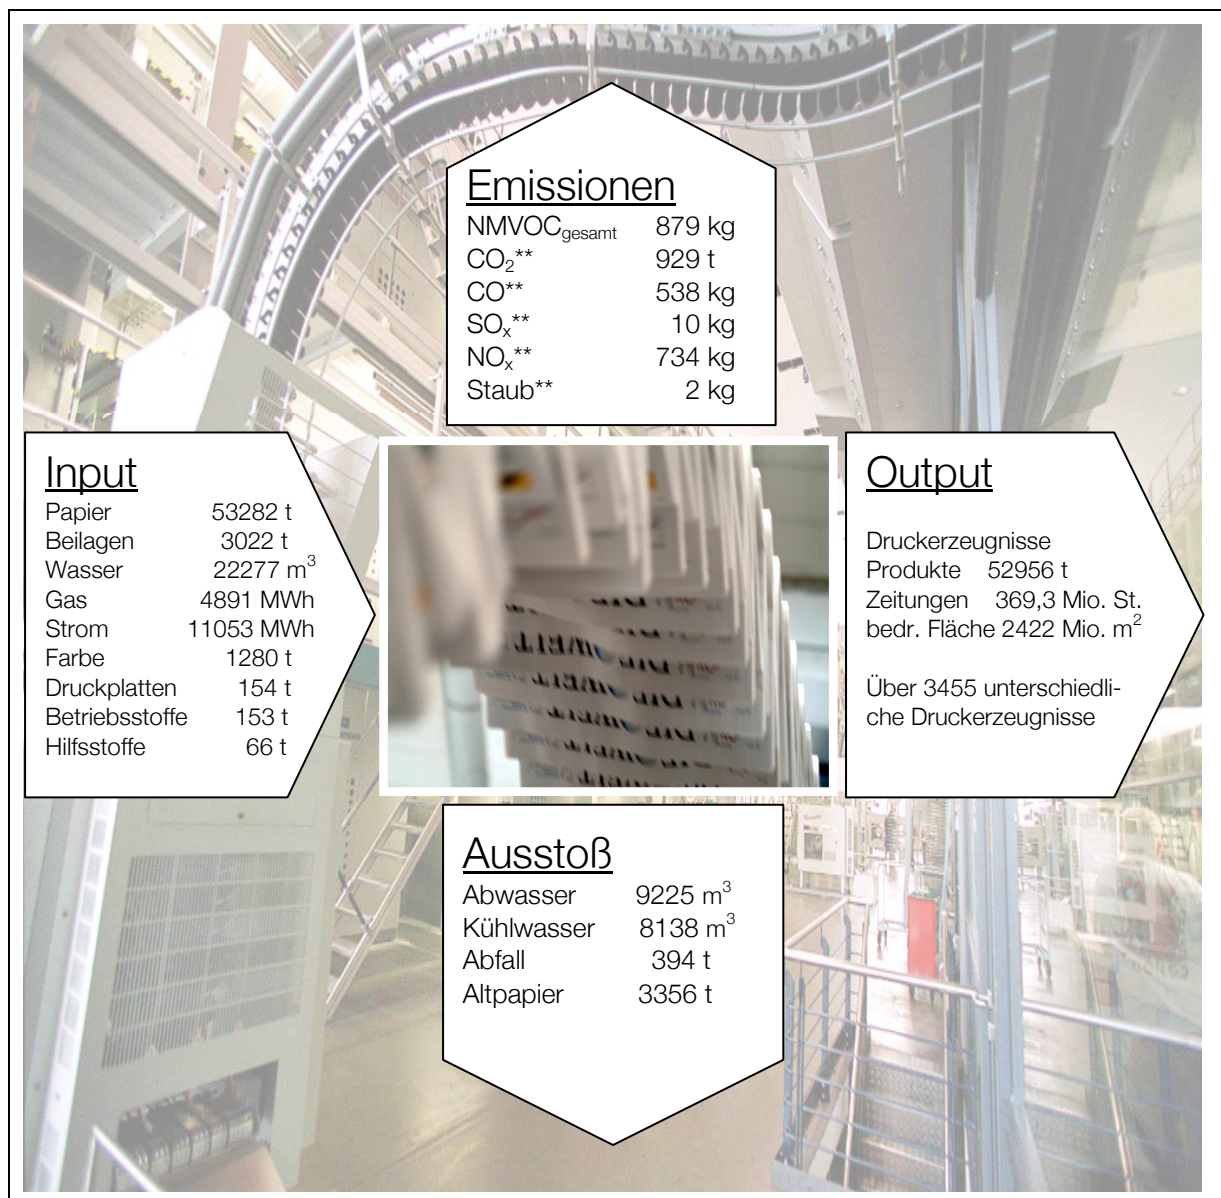 Emissionen
NMVOCgesamt 879 kg
CO2** 929 t
CO** 538 kg
SOx** 10 kg
NOx** 734 kg
Staub** 2 kg
Input
Papier 53282 t
Beilagen 3022 t
Wasser 22277 m³
Gas 4891 MWh
Strom 11053 MWh
Farbe 1280 t
Druckplatten 154 t
Betriebsstoffe 153 t
Hilfsstoffe 66 t
Output
Druckerzeugnisse
Produkte 52956 t
Zeitungen 369,3 Mio. St.
bedr. Fläche 2422 Mio. m²
Über 3455 unterschiedli-
che Druckerzeugnisse
Ausstoß
Abwasser 9225 m³
Kühlwasser 8138 m³
Abfall 394 t
Altpapier 3356 t